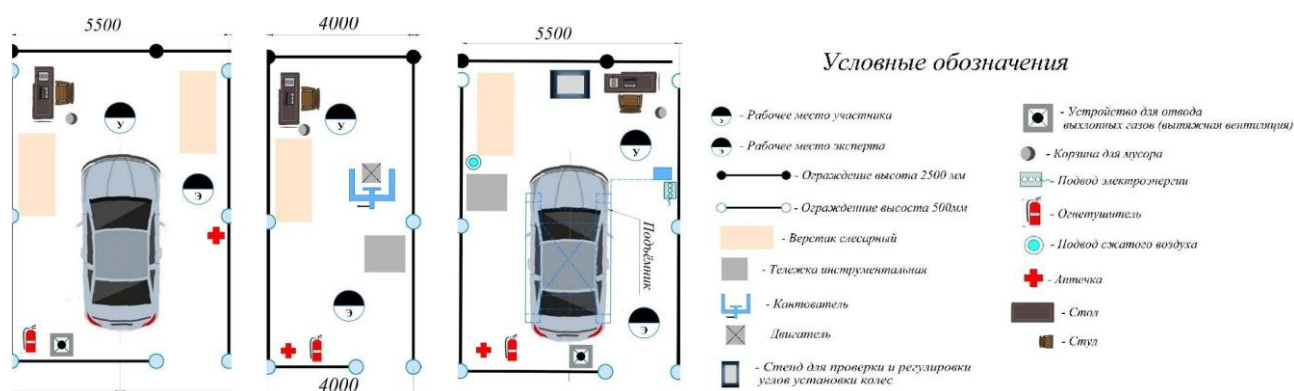 5500
4000
5500
У
Э
У
Э
Подъёмник
У
Э
4000
Условные обозначения
У - Рабочее место участника
Э - Рабочее место эксперта
- Ограждение высота 2500 мм
- Ограждинние высоста 500мм
- Верстак слесарный
- Тележка инструментальная
- Кантователь
Двигатель
- Стенд для проверки и регулировки
углов установки колес
- Устройство для отвода
выхлопных газов (вытяжная вентиляция)
- Корзина для мусора
- Подвод электроэнергии
- Огнетушитель
- Подвод сжатого воздуха
- Аптечка
- Стол
- Стул